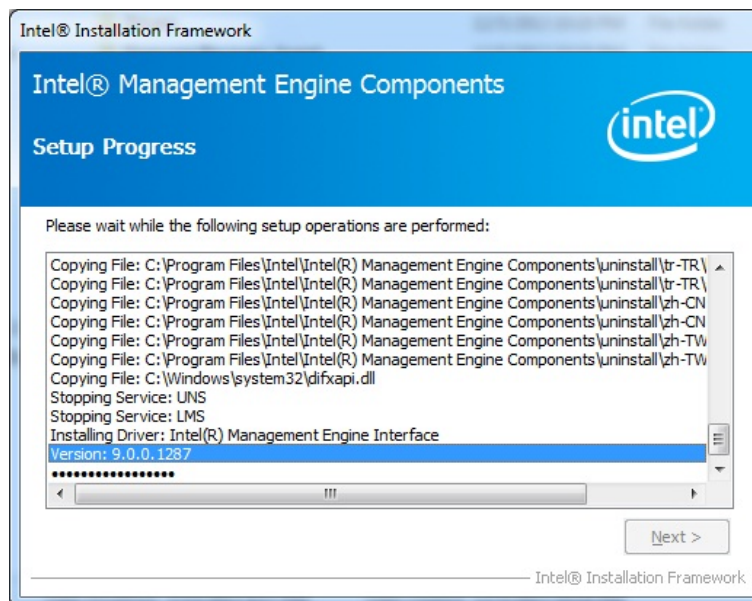 Intel® Installation Framework
Intel® Management Engine Components
intel
Setup Progress
Please wait while the following setup operations are performed:
Copying File: C:\Program Files\Intel\Intel(R) Management Engine Components\uninstall\tr-TR\
Copying File: C:\Program Files\Intel\Intel(R) Management Engine Components\uninstall\tr-TR\
Copying File: C:\Program Files\Intel\Intel(R) Management Engine Components\uninstall\zh-CN
Copying File: C:\Program Files\Intel\Intel(R) Management Engine Components\uninstall\zh-CN
Copying File: C:\Program Files\Intel\Intel(R) Management Engine Components\uninstall\zh-TW
Copying File: C:\Program Files\Intel\Intel(R) Management Engine Components\uninstall\zh-TW
Copying File: C:\Windows\system32\difxapi.dll
Stopping Service: UNS
Stopping Service: LMS
Installing Driver: Intel(R) Management Engine Interface
Version: 9.0.0.1287
•••••••••••••••••
Next >
Intel® Installation Framework